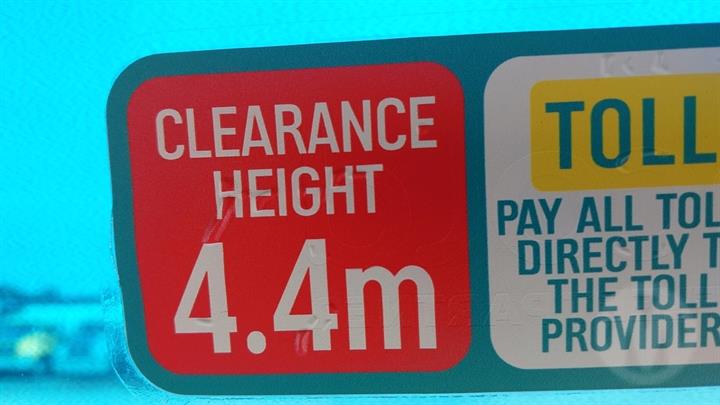 CLEARANCE
HEIGHT
4.4m
TOLL
PAY ALL TOL
DIRECTLY T
THE TOLL
PROVIDER